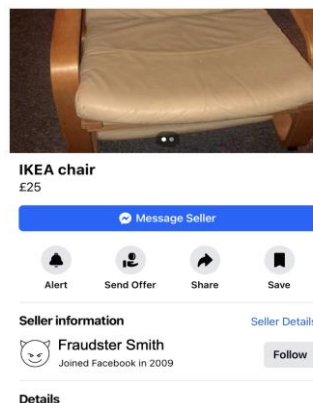 IKEA chair
£25
Message Seller
Alert Send Offer Share Save
Seller information Seller Details
Fraudster Smith
Joined Facebook in 2009
Follow
Details